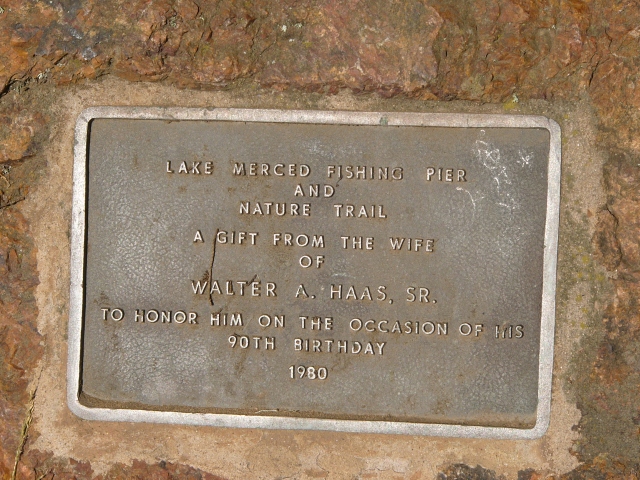 LAKE MERCED FISHING PIER
AND
NATURE TRAIL
A GIFT FROM THE WIFE
OF
WALTER A. HAAS, SR.
TO HONOR HIM ON THE OCCASION OF HIS
90TH BIRTHDAY
1980